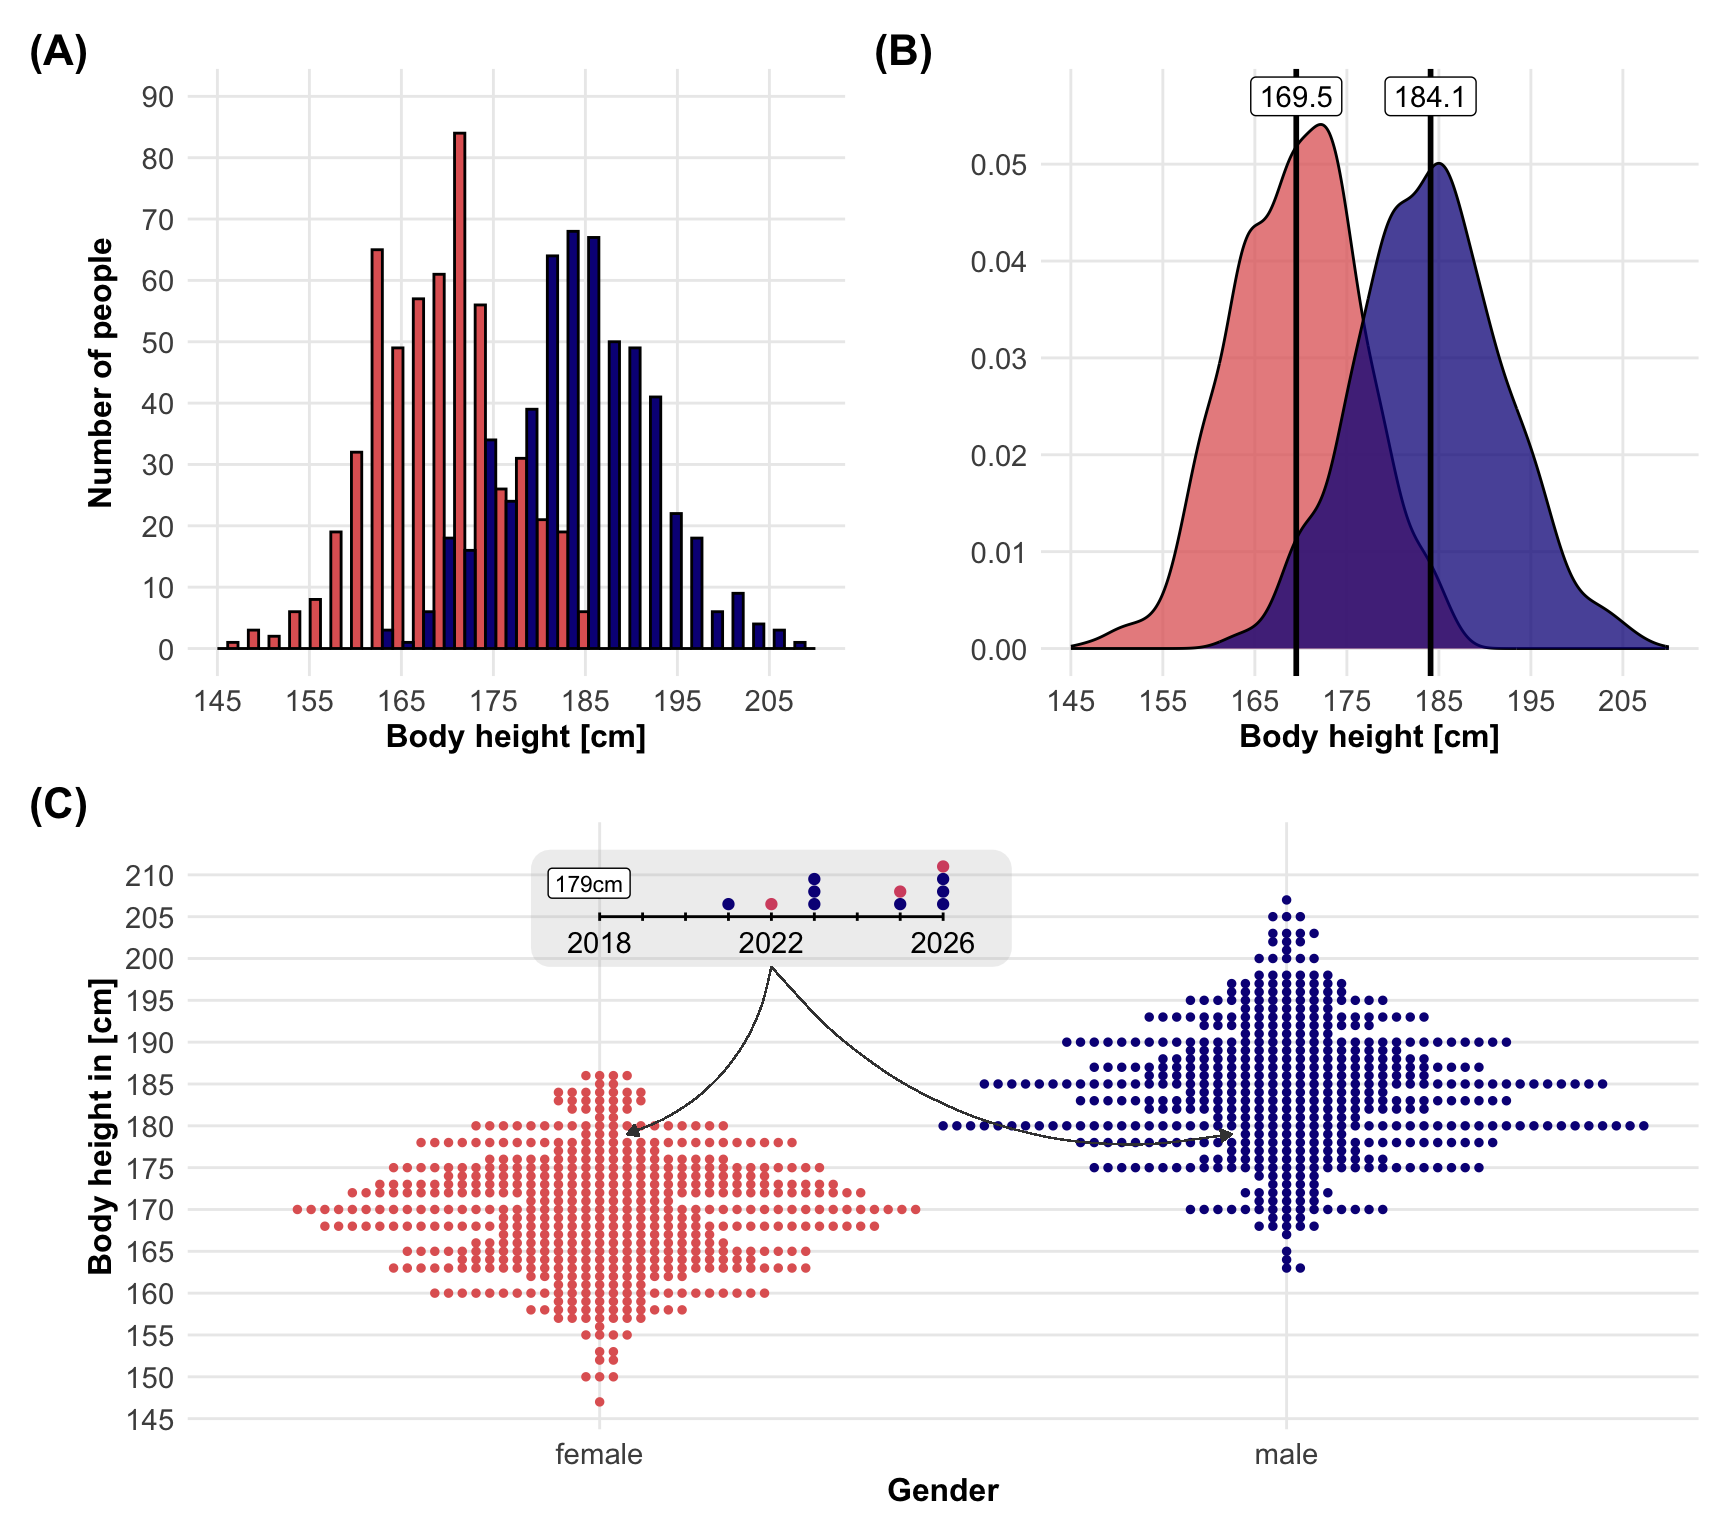 (A)
90
80
70
60
50
40
30
20
10
0
Number of people
145 155 165 175 185 195 205
Body height [cm]
(B)
169.5 184.1
0.05
0.04
0.03
0.02
0.01
0.00
145 155 165 175 185 195 205
Body height [cm]
(C)
179cm
2018 2022 2026
210
205
200
195
190
185
180
175
170
165
160
155
150
145
Body height in [cm]
female male
Gender